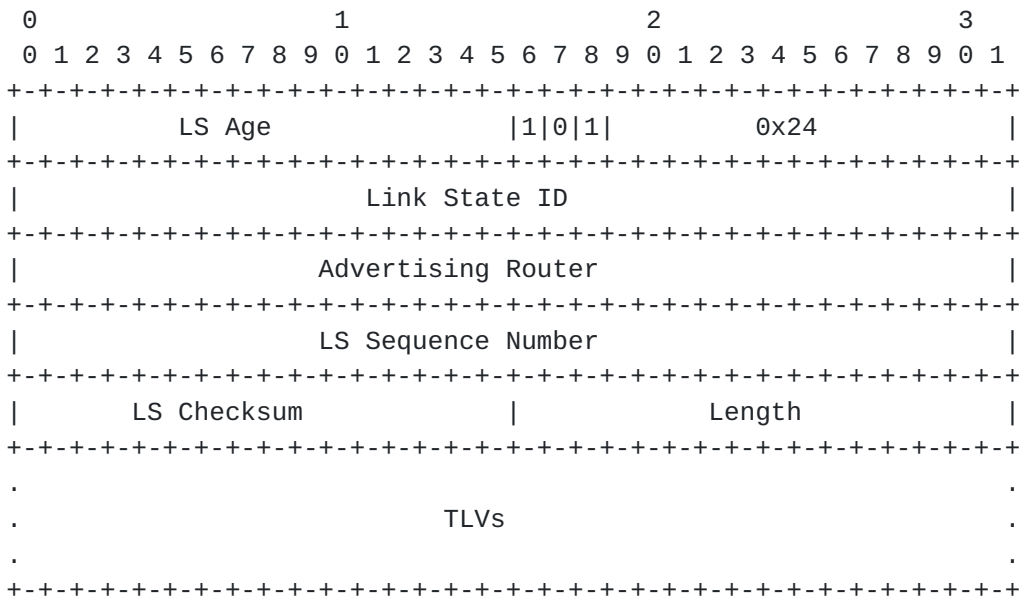 0                   1                   2                   3
 0 1 2 3 4 5 6 7 8 9 0 1 2 3 4 5 6 7 8 9 0 1 2 3 4 5 6 7 8 9 0 1
+-+-+-+-+-+-+-+-+-+-+-+-+-+-+-+-+-+-+-+-+-+-+-+-+-+-+-+-+-+-+-+-+
|          LS Age               |1|0|1|         0x24            |
+-+-+-+-+-+-+-+-+-+-+-+-+-+-+-+-+-+-+-+-+-+-+-+-+-+-+-+-+-+-+-+-+
|                      Link State ID                            |
+-+-+-+-+-+-+-+-+-+-+-+-+-+-+-+-+-+-+-+-+-+-+-+-+-+-+-+-+-+-+-+-+
|                   Advertising Router                          |
+-+-+-+-+-+-+-+-+-+-+-+-+-+-+-+-+-+-+-+-+-+-+-+-+-+-+-+-+-+-+-+-+
|                   LS Sequence Number                          |
+-+-+-+-+-+-+-+-+-+-+-+-+-+-+-+-+-+-+-+-+-+-+-+-+-+-+-+-+-+-+-+-+
|       LS Checksum             |            Length             |
+-+-+-+-+-+-+-+-+-+-+-+-+-+-+-+-+-+-+-+-+-+-+-+-+-+-+-+-+-+-+-+-+
.                                                               .
.                           TLVs                                .
.                                                               .
+-+-+-+-+-+-+-+-+-+-+-+-+-+-+-+-+-+-+-+-+-+-+-+-+-+-+-+-+-+-+-+-+